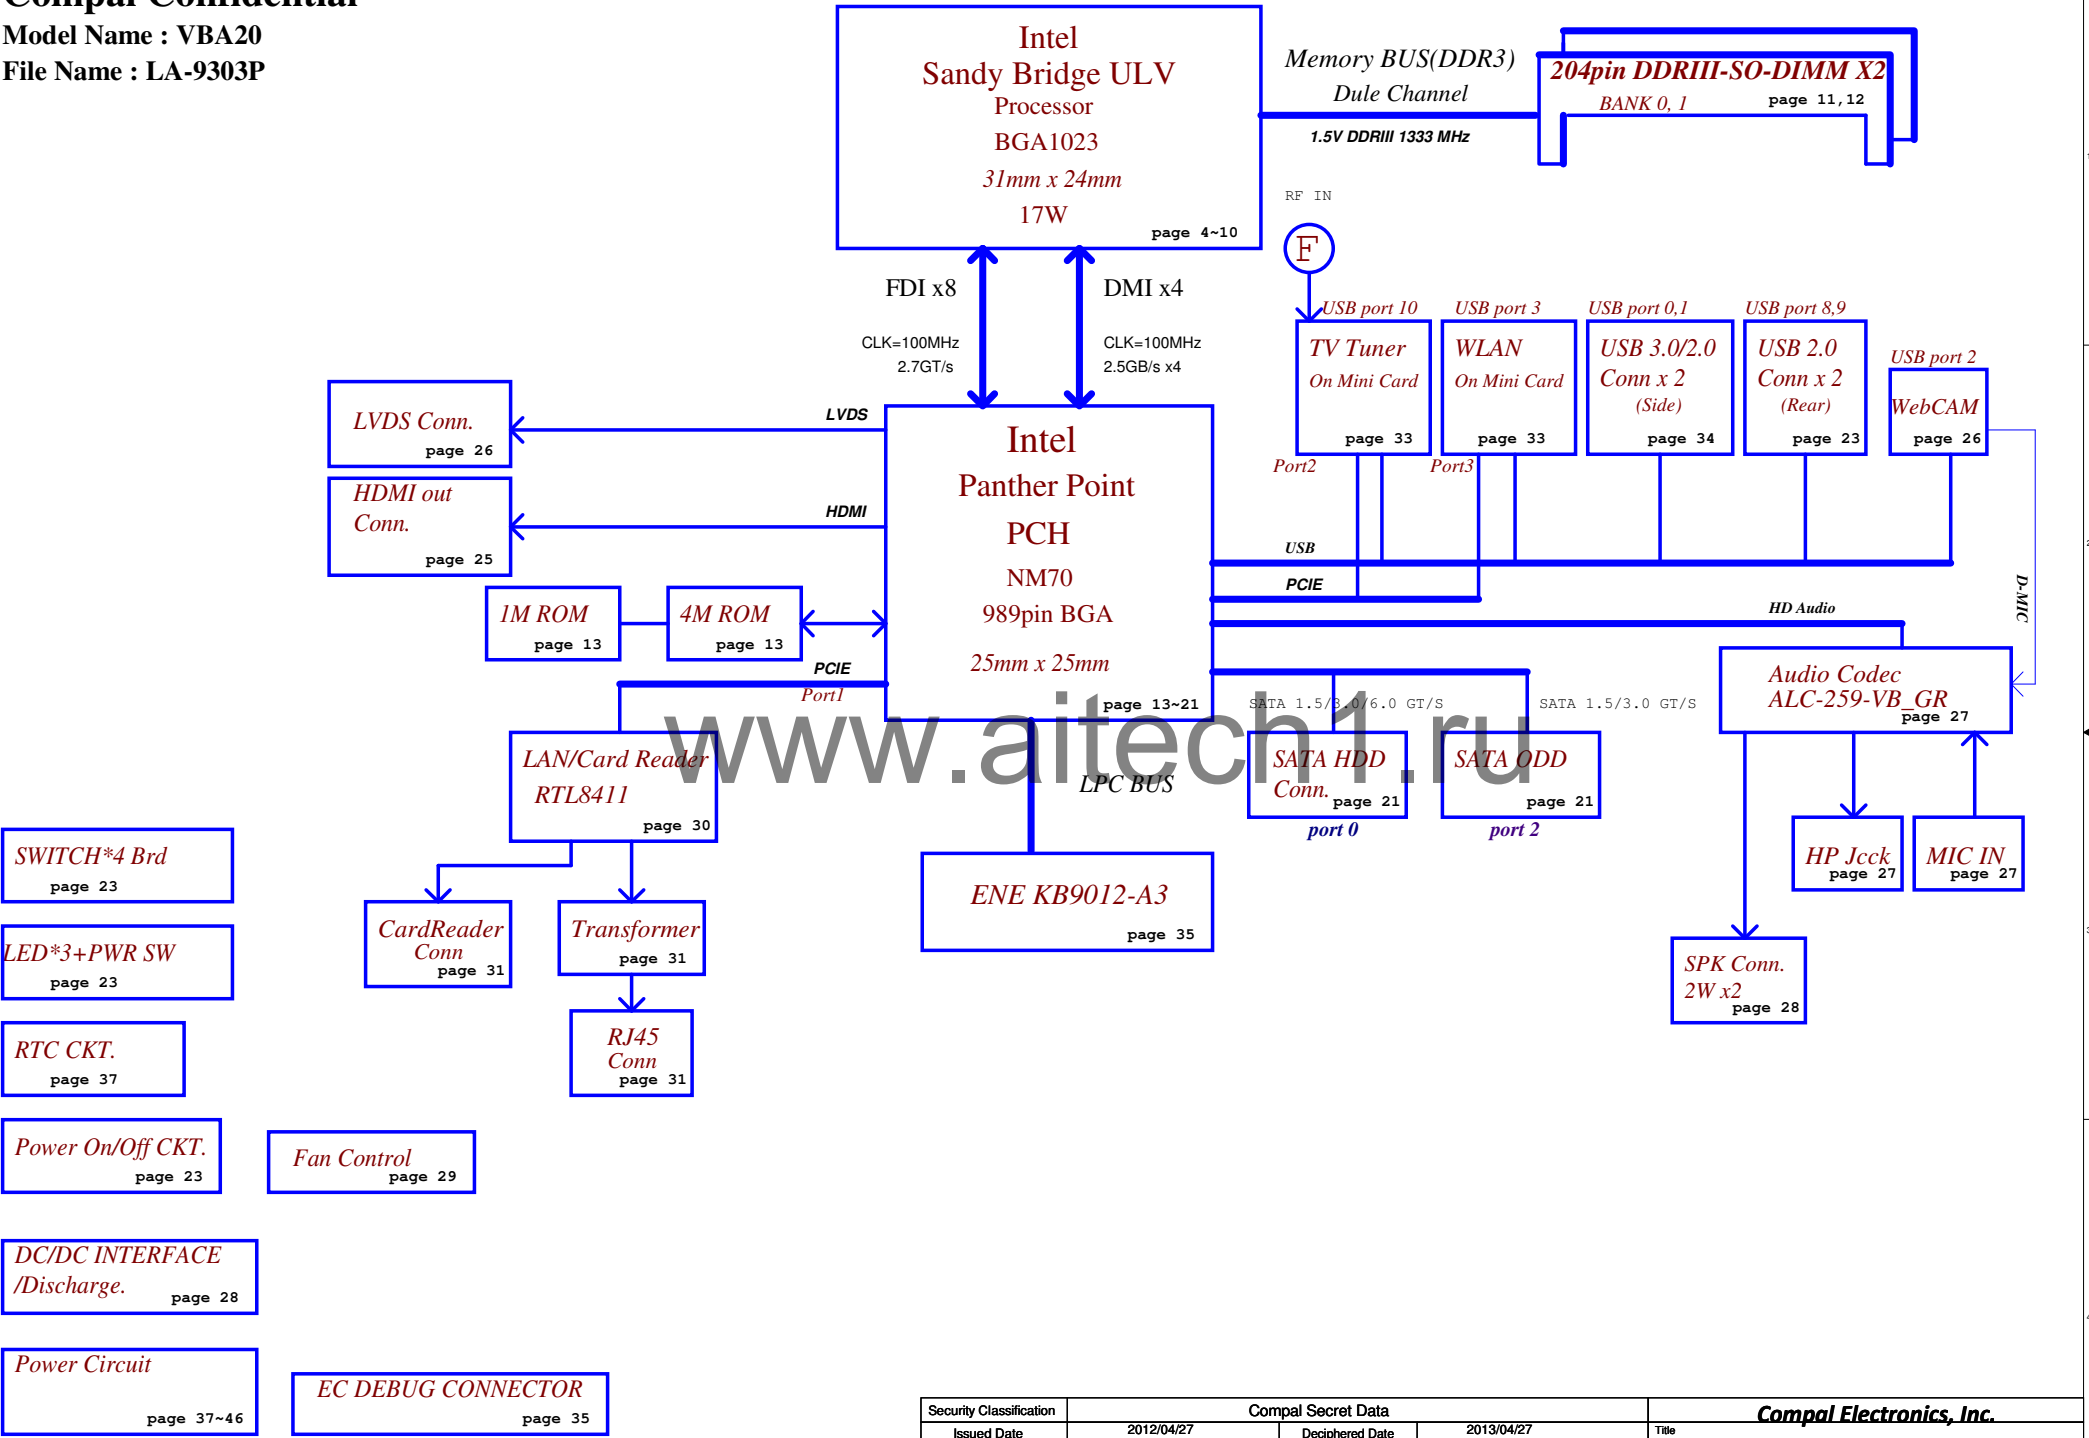 Compal Confidential
Model Name : VBA20
File Name : LA-9303P
Intel
Sandy Bridge ULV
Processor
BGA1023
31mm x 24mm
17W
page 4~10
Memory BUS(DDR3)
Dule Channel
1.5V DDRIII 1333 MHz
204pin DDRIII-SO-DIMM X2
BANK 0, 1
page 11,12
RF IN
F
FDI x8
DMI x4
CLK=100MHz
2.7GT/s
CLK=100MHz
2.5GB/s x4
USB port 10
TV Tuner
On Mini Card
page 33
Port2
USB port 3
WLAN
On Mini Card
page 33
Port3
USB port 0,1
USB 3.0/2.0
Conn x 2
(Side)
page 34
USB port 8,9
USB 2.0
Conn x 2
(Rear)
page 23
USB port 2
WebCAM
page 26
D-MIC
LVDS Conn.
page 26
LVDS
HDMI out
Conn.
page 25
HDMI
Intel
Panther Point
PCH
NM70
989pin BGA
25mm x 25mm
page 13~21
USB
PCIE
HD Audio
1M ROM
page 13
4M ROM
page 13
PCIE
Port1
Audio Codec
ALC-259-VB_GR
page 27
SATA 1.5/3.0/6.0 GT/S
SATA 1.5/3.0 GT/S
www.aitech1.ru
LAN/Card Reader
RTL8411
page 30
LPC BUS
SATA HDD
Conn.
page 21
port 0
SATA ODD
page 21
port 2
HP Jcck
page 27
MIC IN
page 27
SWITCH*4 Brd
page 23
ENE KB9012-A3
page 35
CardReader
Conn
page 31
Transformer
page 31
LED*3+PWR SW
page 23
SPK Conn.
2W x2
page 28
RJ45
Conn
page 31
RTC CKT.
page 37
Power On/Off CKT.
page 23
Fan Control
page 29
DC/DC INTERFACE
/Discharge.
page 28
Power Circuit
page 37~46
EC DEBUG CONNECTOR
page 35
Security Classification
Compal Secret Data
Compal Electronics, Inc.
Issued Date
2012/04/27
Deciphered Date
2013/04/27
Title